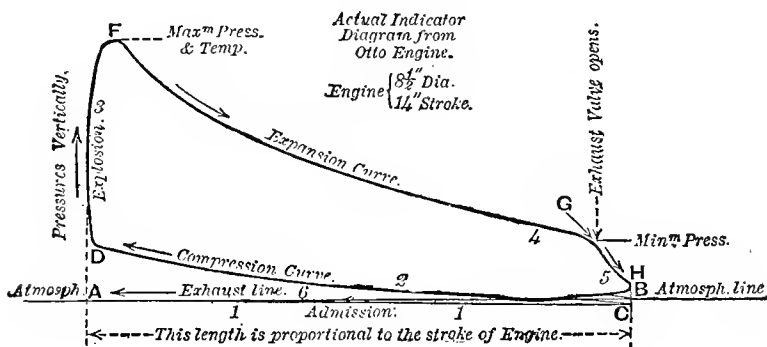 F
Maxᵐ Press.
& Temp.
Actual Indicator
Diagram from
Otto Engine.
Engine { 8½" Dia.
14" Stroke.
Exhaust Valve opens.
Pressures Vertically.
Explosion. 3
Expansion Curve.
G
4
Minᵐ Press.
D
Compression Curve.
2
5
H
B
Atmosph.
A
Exhaust line.
6
Atmosph. line
C
1
Admission.
1
This length is proportional to the stroke of Engine.